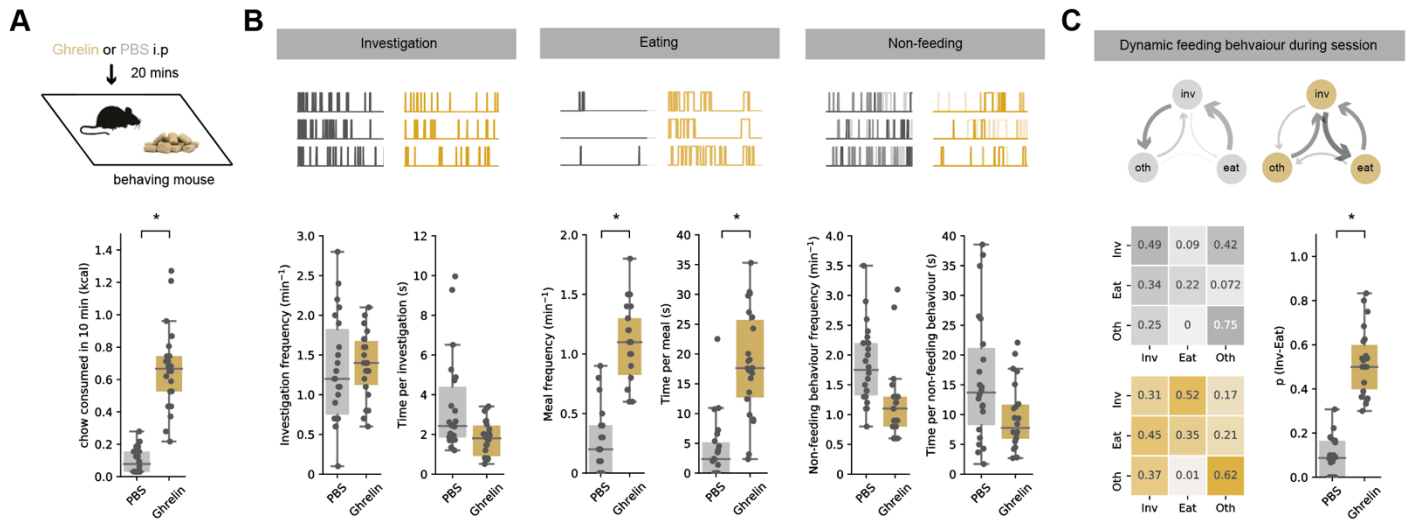 A
Ghrelin or PBS i.p
20 mins
behaving mouse
*
chow consumed in 10 min (kcal)
1.4
1.2
1.0
0.8
0.6
0.4
0.2
0.0
PBS
Ghrelin
B
Investigation
Eating
Non-feeding
Investigation frequency (min⁻¹)
3.0
2.5
2.0
1.5
1.0
0.5
0.0
PBS
Ghrelin
Time per investigation (s)
12
10
8
6
4
2
0
PBS
Ghrelin
*
Meal frequency (min⁻¹)
2.0
1.5
1.0
0.5
0
PBS
Ghrelin
*
Time per meal (s)
40
35
30
25
20
15
10
5
0
PBS
Ghrelin
Non-feeding behaviour frequency (min⁻¹)
4.0
3.5
3.0
2.5
2.0
1.5
1.0
0.5
0.0
PBS
Ghrelin
Time per non-feeding behaviour (s)
40
35
30
25
20
15
10
5
0
PBS
Ghrelin
C
Dynamic feeding behvaiour during session
inv
oth
eat
inv
oth
eat
Inv 0.49 0.09 0.42
Eat 0.34 0.22 0.072
Oth 0.25 0 0.75
Inv Eat Oth
Inv 0.31 0.52 0.17
Eat 0.45 0.35 0.21
Oth 0.37 0.01 0.62
Inv Eat Oth
*
p (Inv-Eat)
1.0
0.8
0.6
0.4
0.2
0.0
PBS
Ghrelin